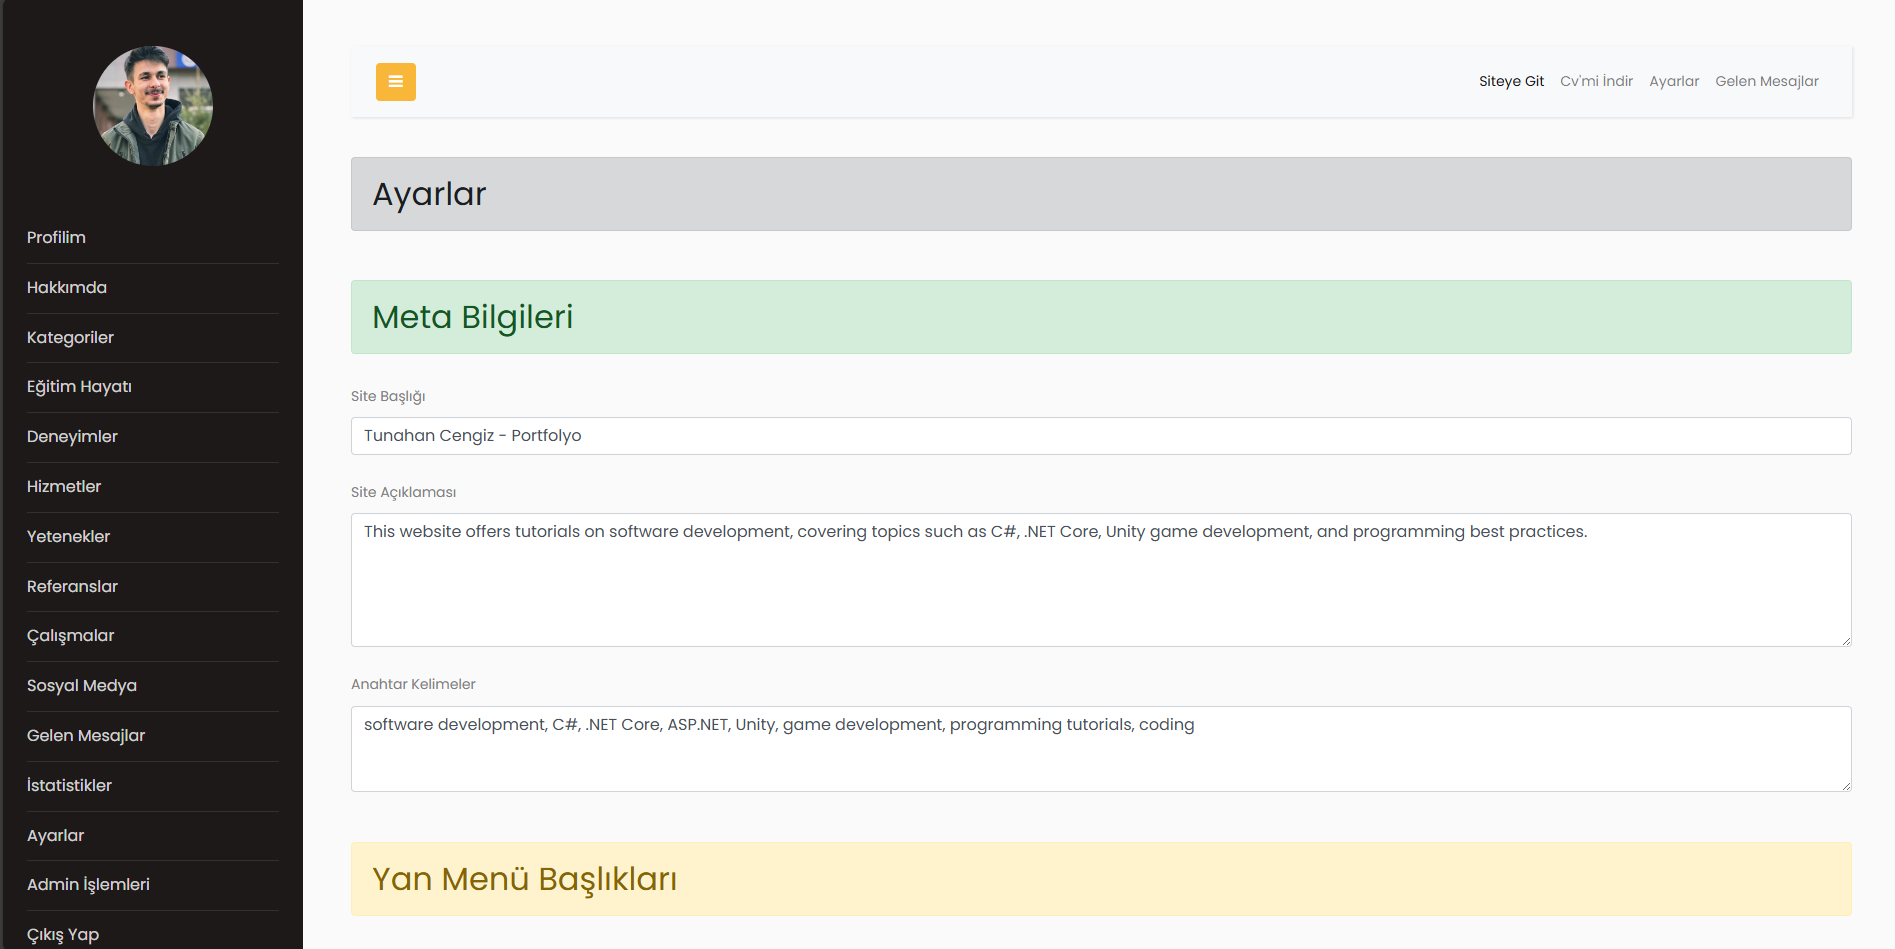 Profilim
Hakkımda
Kategoriler
Eğitim Hayatı
Deneyimler
Hizmetler
Yetenekler
Referanslar
Çalışmalar
Sosyal Medya
Gelen Mesajlar
İstatistikler
Ayarlar
Admin İşlemleri
Çıkış Yap
Siteye Git Cv'mi İndir Ayarlar Gelen Mesajlar
Ayarlar
Meta Bilgileri
Site Başlığı
Tunahan Cengiz - Portfolyo
Site Açıklaması
This website offers tutorials on software development, covering topics such as C#, .NET Core, Unity game development, and programming best practices.
Anahtar Kelimeler
software development, C#, .NET Core, ASP.NET, Unity, game development, programming tutorials, coding
Yan Menü Başlıkları